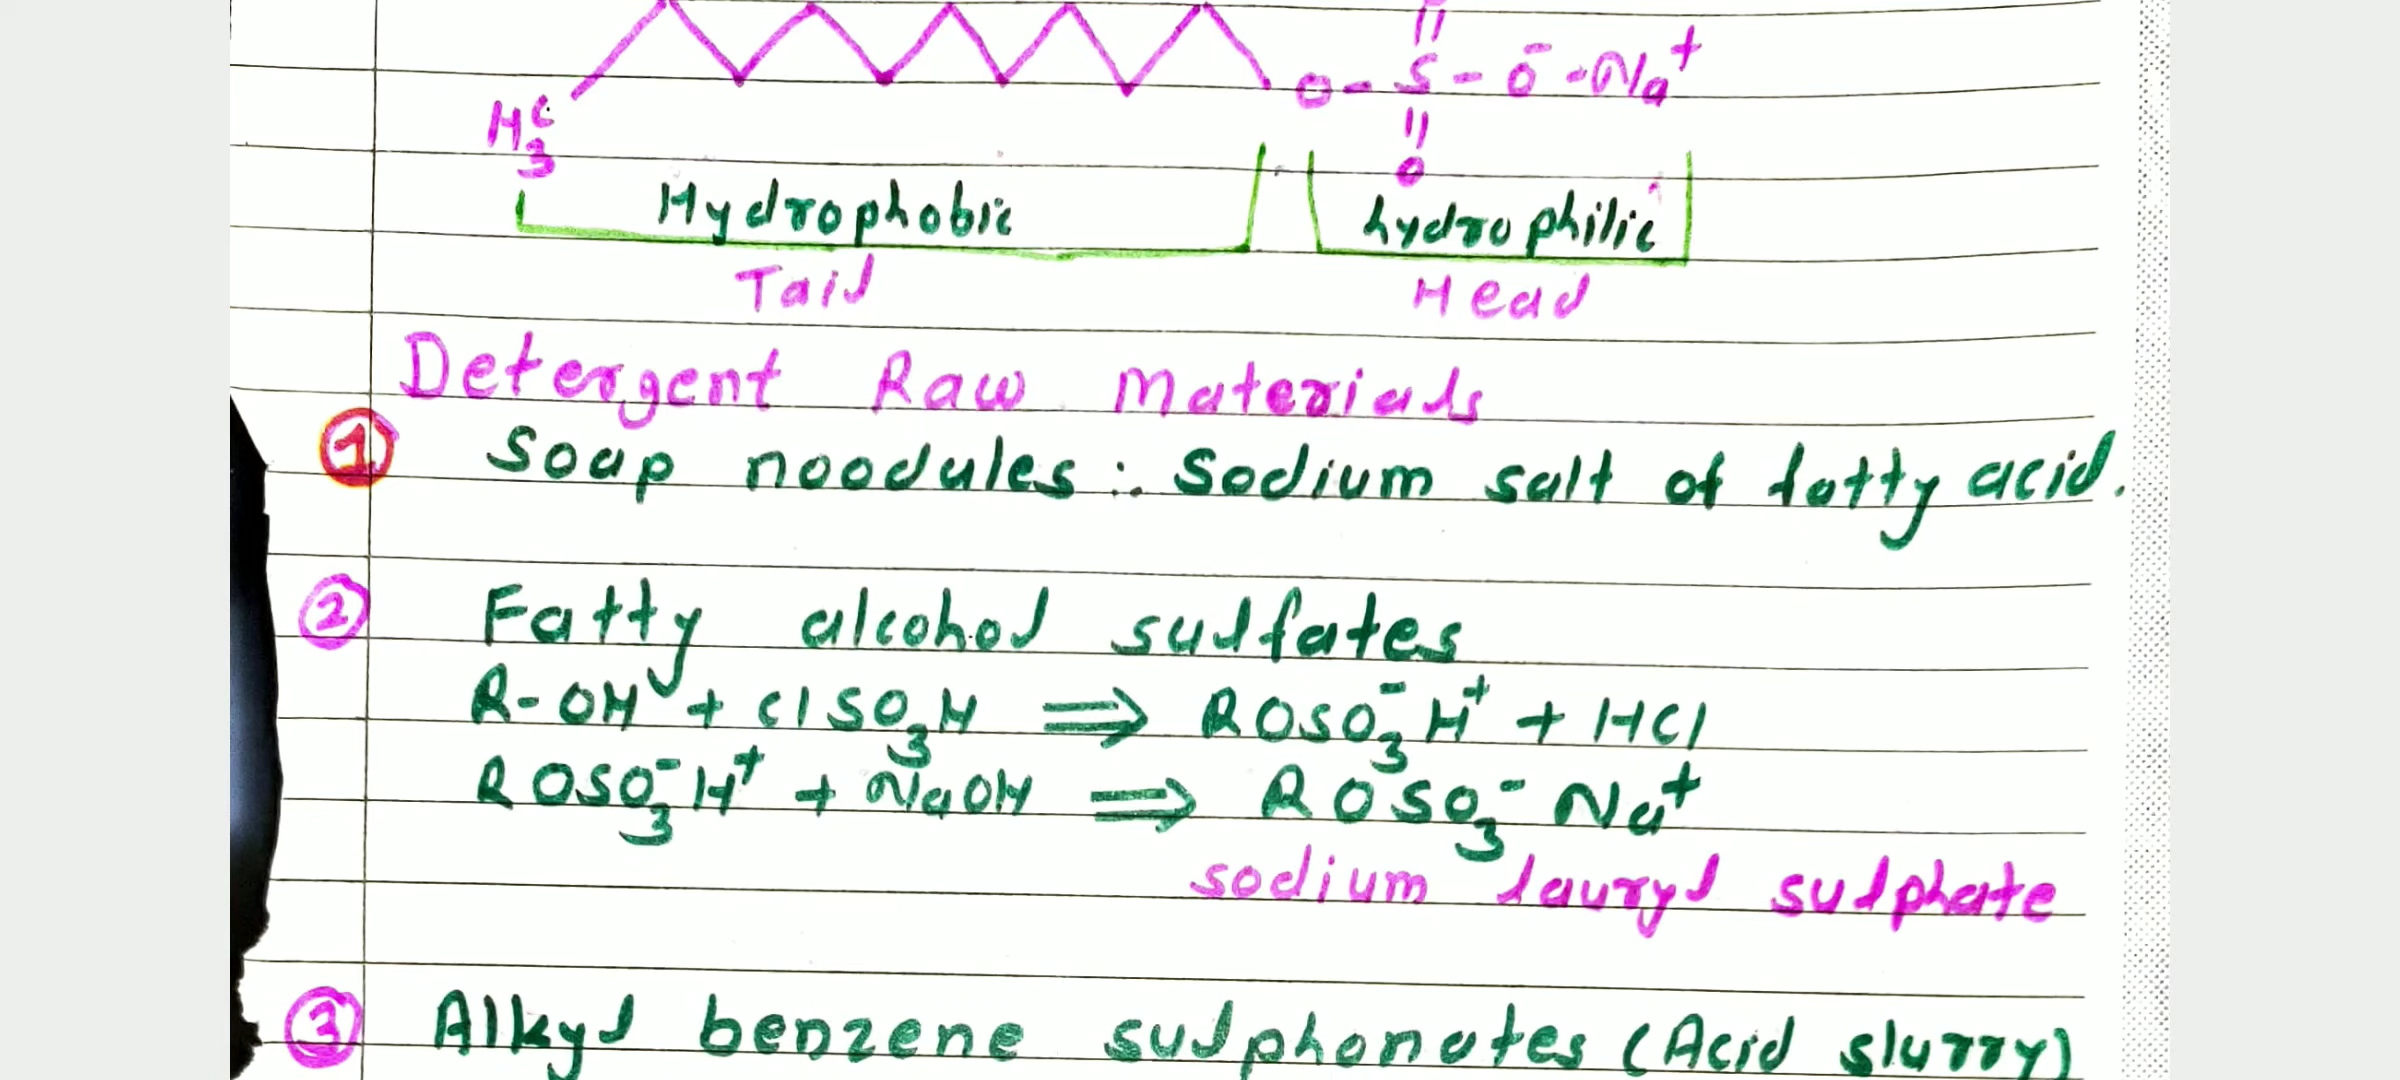 O-S-Ō-Na⁺
H₃C
O
Hydrophobic hydrophilic
Tail Head
Detergent Raw Materials
① Soap noodules :. Sodium salt of fatty acid.
② Fatty alcohol sulfates
R-OH + ClSO₃H ⇒ ROSO₃⁻H⁺ + HCl
ROSO₃⁻H⁺ + NaOH ⇒ ROSO₃⁻Na⁺
sodium lauryl sulphate
③ Alkyl benzene sulphonates (Acid slurry)